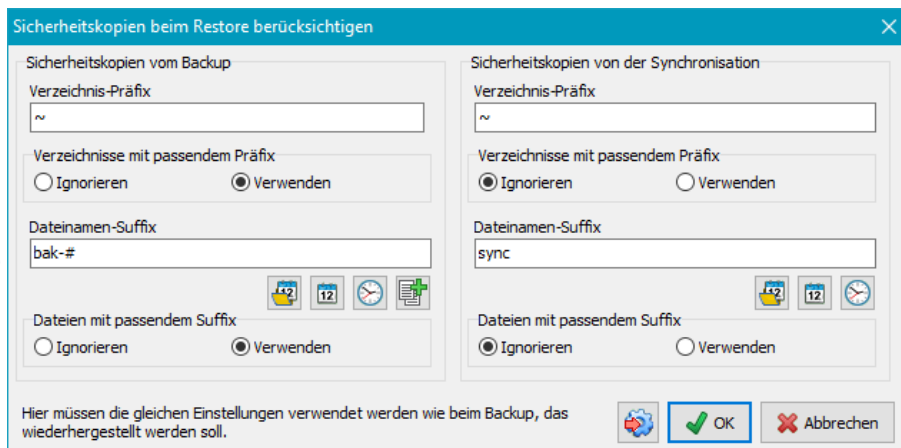 Sicherheitskopien beim Restore berücksichtigen
Sicherheitskopien vom Backup
Verzeichnis-Präfix
~
Verzeichnisse mit passendem Präfix
Ignorieren
Verwenden
Dateinamen-Suffix
bak-#
12
12
Dateien mit passendem Suffix
Ignorieren
Verwenden
Sicherheitskopien von der Synchronisation
Verzeichnis-Präfix
~
Verzeichnisse mit passendem Präfix
Ignorieren
Verwenden
Dateinamen-Suffix
sync
12
12
Dateien mit passendem Suffix
Ignorieren
Verwenden
Hier müssen die gleichen Einstellungen verwendet werden wie beim Backup, das
wiederhergestellt werden soll.
OK
Abbrechen